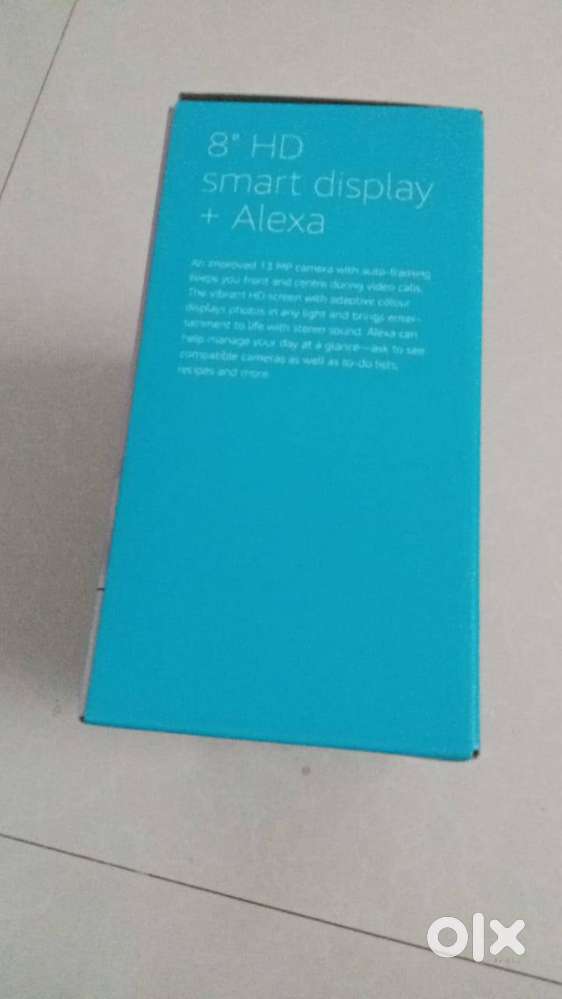 8" HD
smart display
+ Alexa
An improved 13 MP camera with auto-framing
keeps you front and centre during video calls.
The vibrant HD screen with adaptive colour
displays photos in any light and brings enter-
tainment to life with stereo sound. Alexa can
help manage your day at a glance—ask to see
compatible cameras as well as to-do lists,
recipes and more.
olx